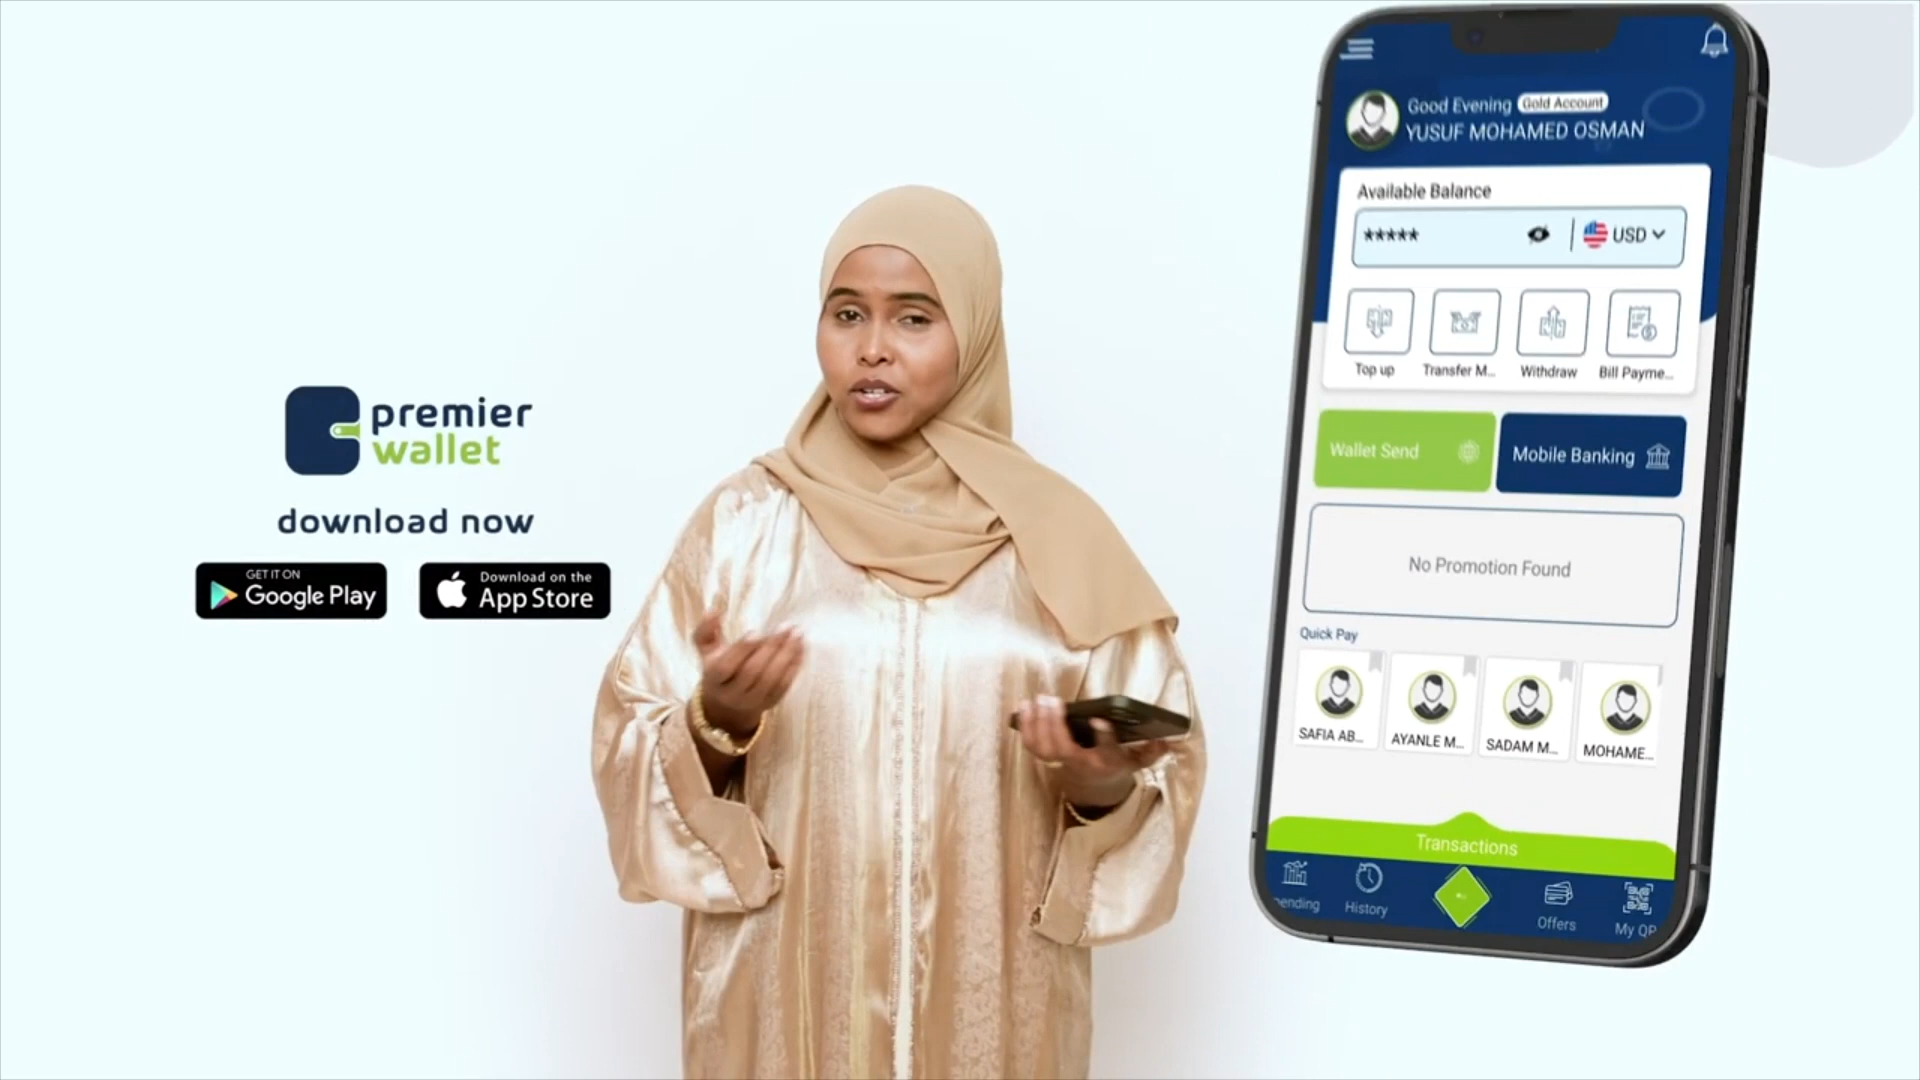 premier
wallet
download now
GET IT ON
Google Play
Download on the
App Store
Good Evening Gold Account
YUSUF MOHAMED OSMAN
Available Balance
***** USD
Top up Transfer M... Withdraw Bill Payme...
Wallet Send Mobile Banking
No Promotion Found
Quick Pay
SAFIA AB... AYANLE M... SADAM M... MOHAME...
Transactions
pending History Offers My QR